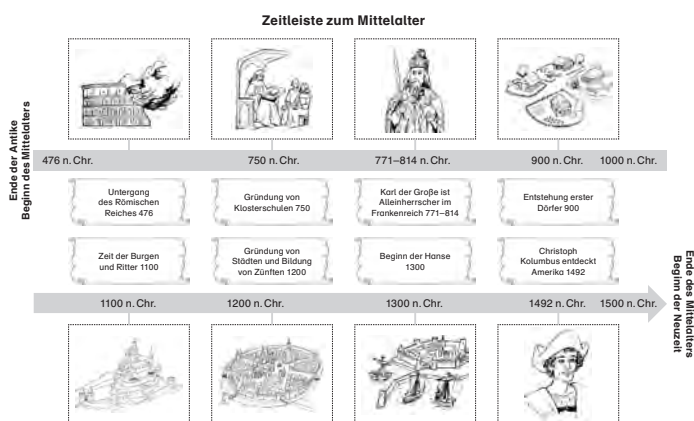 Zeitleiste zum Mittelalter
Ende der Antike
Beginn des Mittelalters
476 n. Chr.
750 n. Chr.
771–814 n. Chr.
900 n. Chr.
1000 n. Chr.
Untergang
des Römischen
Reiches 476
Gründung von
Klosterschulen 750
Karl der Große ist
Alleinherrscher im
Frankenreich 771–814
Entstehung erster
Dörfer 900
Zeit der Burgen
und Ritter 1100
Gründung von
Städten und Bildung
von Zünften 1200
Beginn der Hanse
1300
Christoph
Kolumbus entdeckt
Amerika 1492
1100 n. Chr.
1200 n. Chr.
1300 n. Chr.
1492 n. Chr.
1500 n. Chr.
Ende des Mittelalters
Beginn der Neuzeit